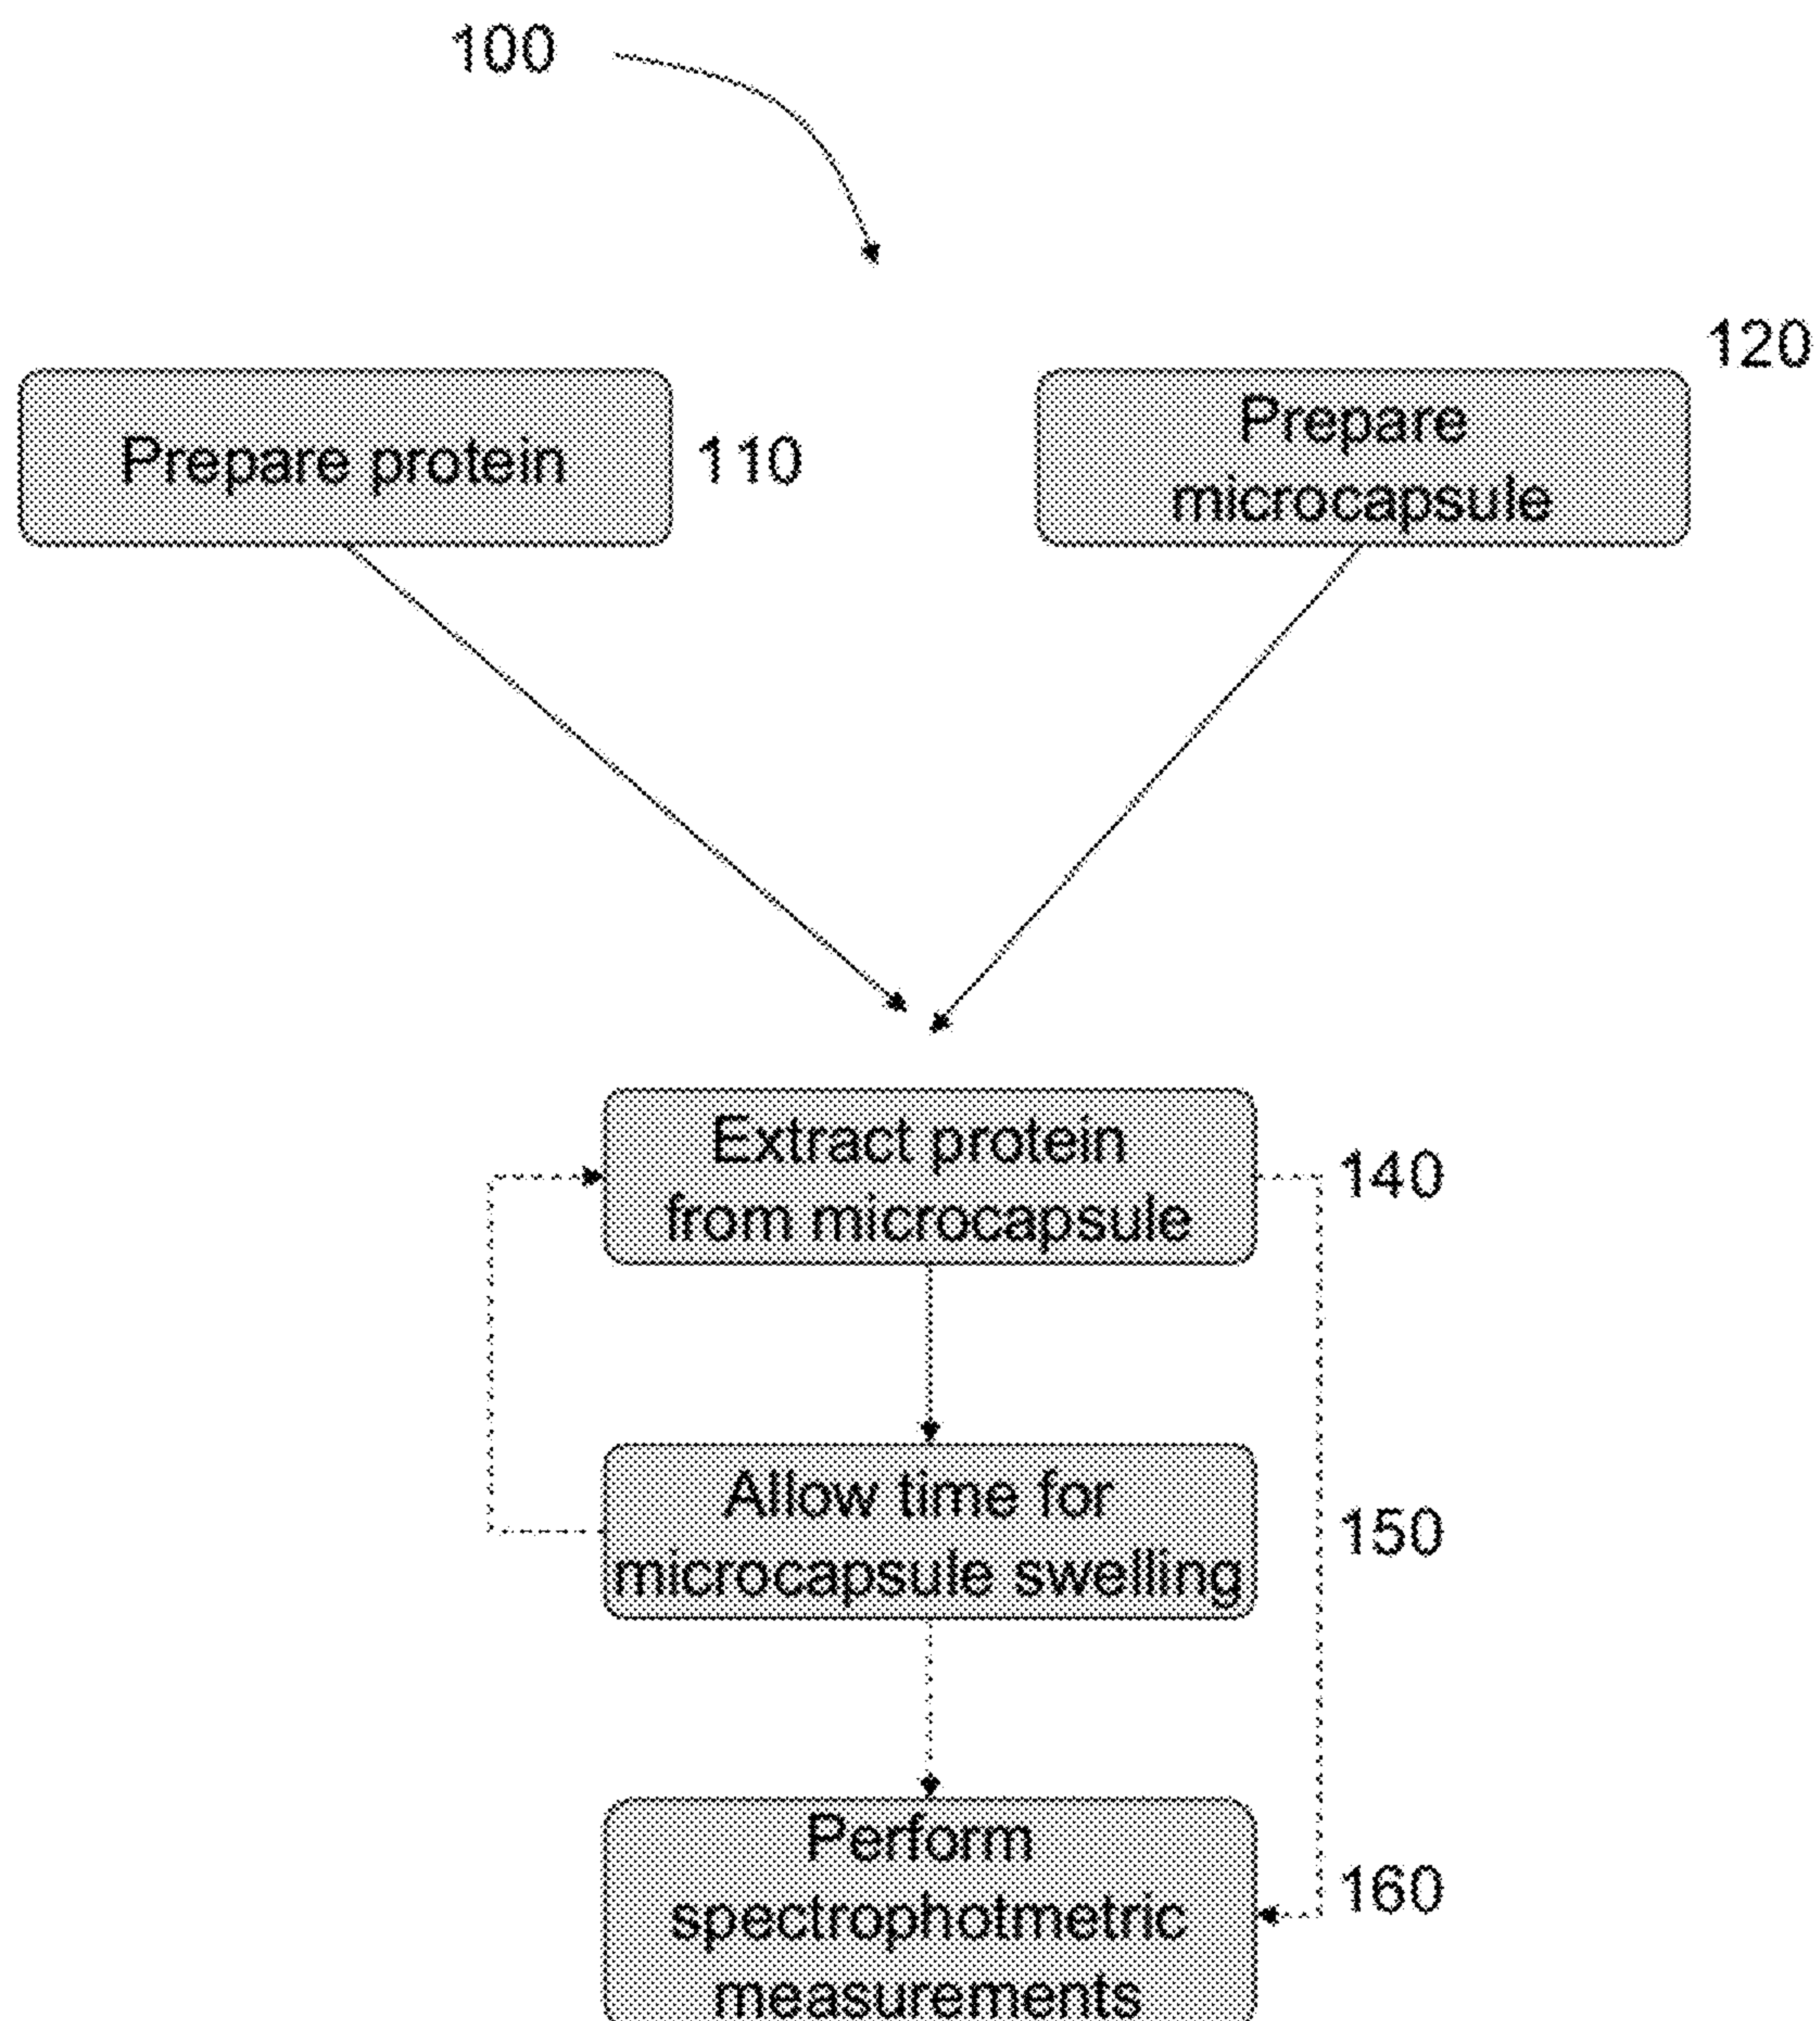 100
120
Prepare protein
110
Prepare
microcapsule
Extract protein
from microcapsule
140
Allow time for
microcapsule swelling
150
Perform
spectrophotmetric
measurements
160